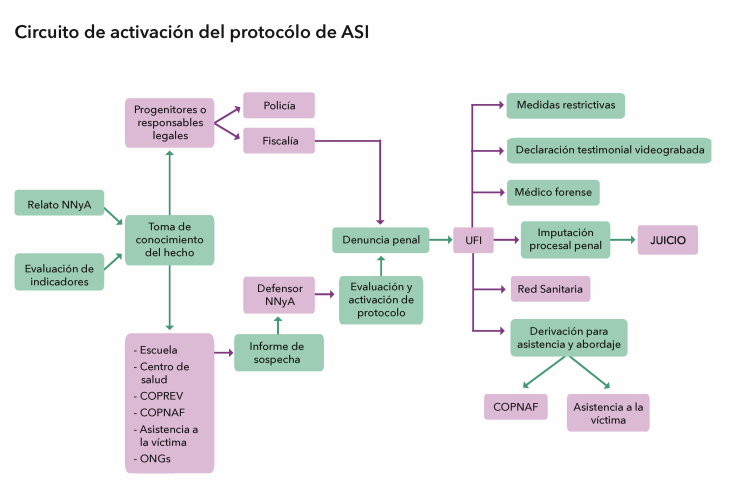 Circuito de activación del protocólo de ASI
Progenitores o
responsables
legales
Policía
Fiscalía
Medidas restrictivas
Declaración testimonial videograbada
Médico forense
Relato NNyA
Toma de
conocimiento
del hecho
Evaluación de
indicadores
Denuncia penal
UFI
Imputación
procesal penal
JUICIO
Defensor
NNyA
Evaluación y
activación de
protocolo
Red Sanitaria
- Escuela
- Centro de
salud
- COPREV
- COPNAF
- Asistencia a
la víctima
- ONGs
Informe de
sospecha
Derivación para
asistencia y abordaje
COPNAF
Asistencia a la
víctima